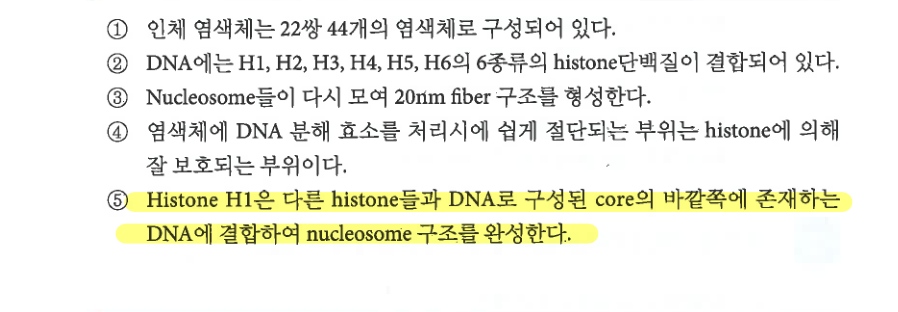 ① 인체 염색체는 22쌍 44개의 염색체로 구성되어 있다.
② DNA에는 H1, H2, H3, H4, H5, H6의 6종류의 histone단백질이 결합되어 있다.
③ Nucleosome들이 다시 모여 20nm fiber 구조를 형성한다.
④ 염색체에 DNA 분해 효소를 처리시에 쉽게 절단되는 부위는 histone에 의해
잘 보호되는 부위이다.
⑤ Histone H1은 다른 histone들과 DNA로 구성된 core의 바깥쪽에 존재하는
DNA에 결합하여 nucleosome 구조를 완성한다.